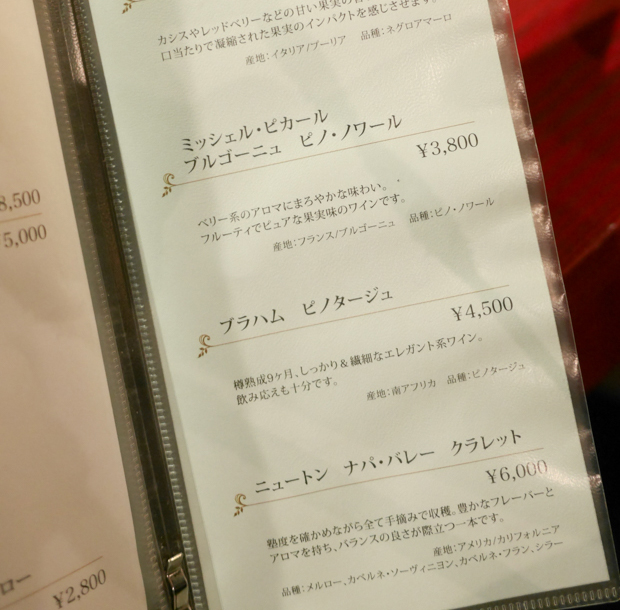 カシスやレッドベリーなどの甘い果実の
口当たりで凝縮された果実のインパクトを感じさせます。
産地:イタリア/プーリア 品種:ネグロアマーロ
ミッシェル・ピカール
ブルゴーニュ ピノ・ノワール
¥3,800
ベリー系のアロマにまろやかな味わい。
フルーティでピュアな果実味のワインです。
産地:フランス/ブルゴーニュ 品種:ピノ・ノワール
ブラハム ピノタージュ
¥4,500
樽熟成9ヶ月、しっかり&繊細なエレガント系ワイン。
飲み応えも十分です。
産地:南アフリカ 品種:ピノタージュ
ニュートン ナパ・バレー クラレット
¥6,000
熟度を確かめながら全て手摘みで収穫。豊かなフレーバーと
アロマを持ち、バランスの良さが際立つ一本です。
産地:アメリカ/カリフォルニア
品種:メルロー、カベルネ・ソーヴィニヨン、カベルネ・フラン、シラー
8,500
5,000
ロー
¥2,800